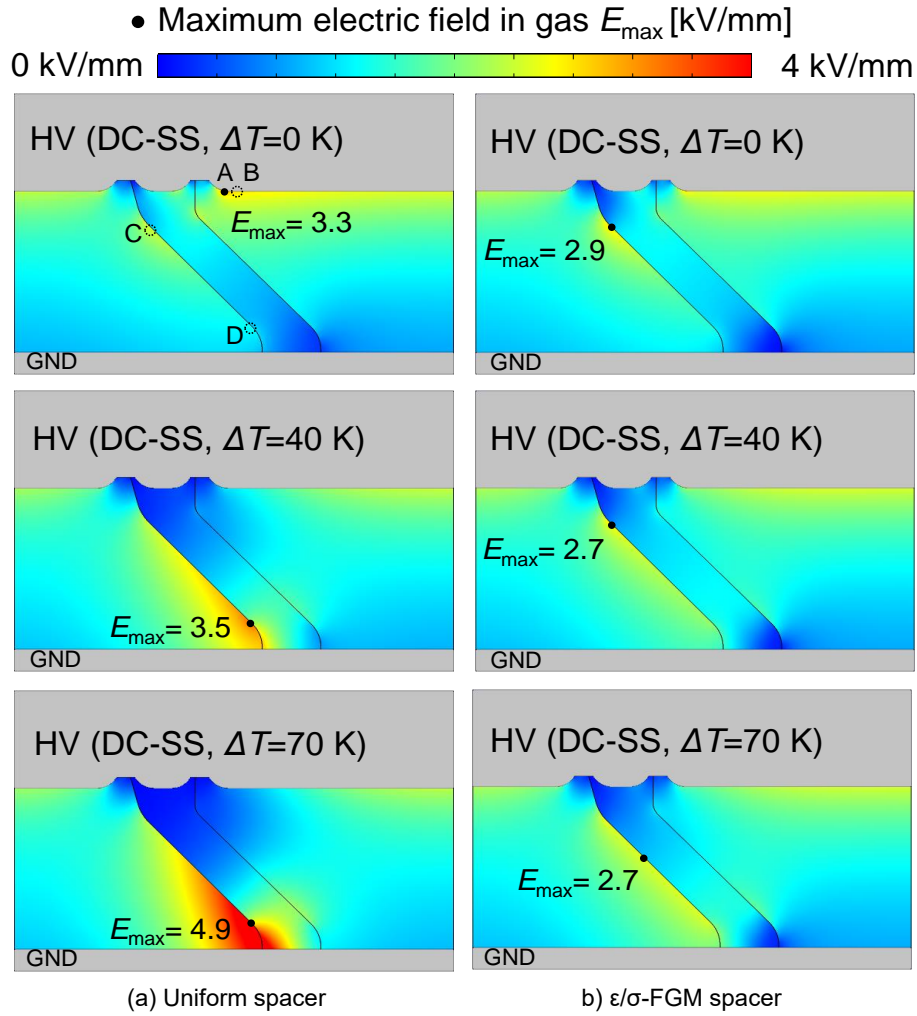 • Maximum electric field in gas Emax [kV/mm]
0 kV/mm 4 kV/mm
HV (DC-SS, ΔT=0 K)
A B
Emax= 3.3
C
D
GND
HV (DC-SS, ΔT=0 K)
Emax= 2.9
GND
HV (DC-SS, ΔT=40 K)
Emax= 3.5
GND
HV (DC-SS, ΔT=40 K)
Emax= 2.7
GND
HV (DC-SS, ΔT=70 K)
Emax= 4.9
GND
HV (DC-SS, ΔT=70 K)
Emax= 2.7
GND
(a) Uniform spacer
b) ε/σ-FGM spacer